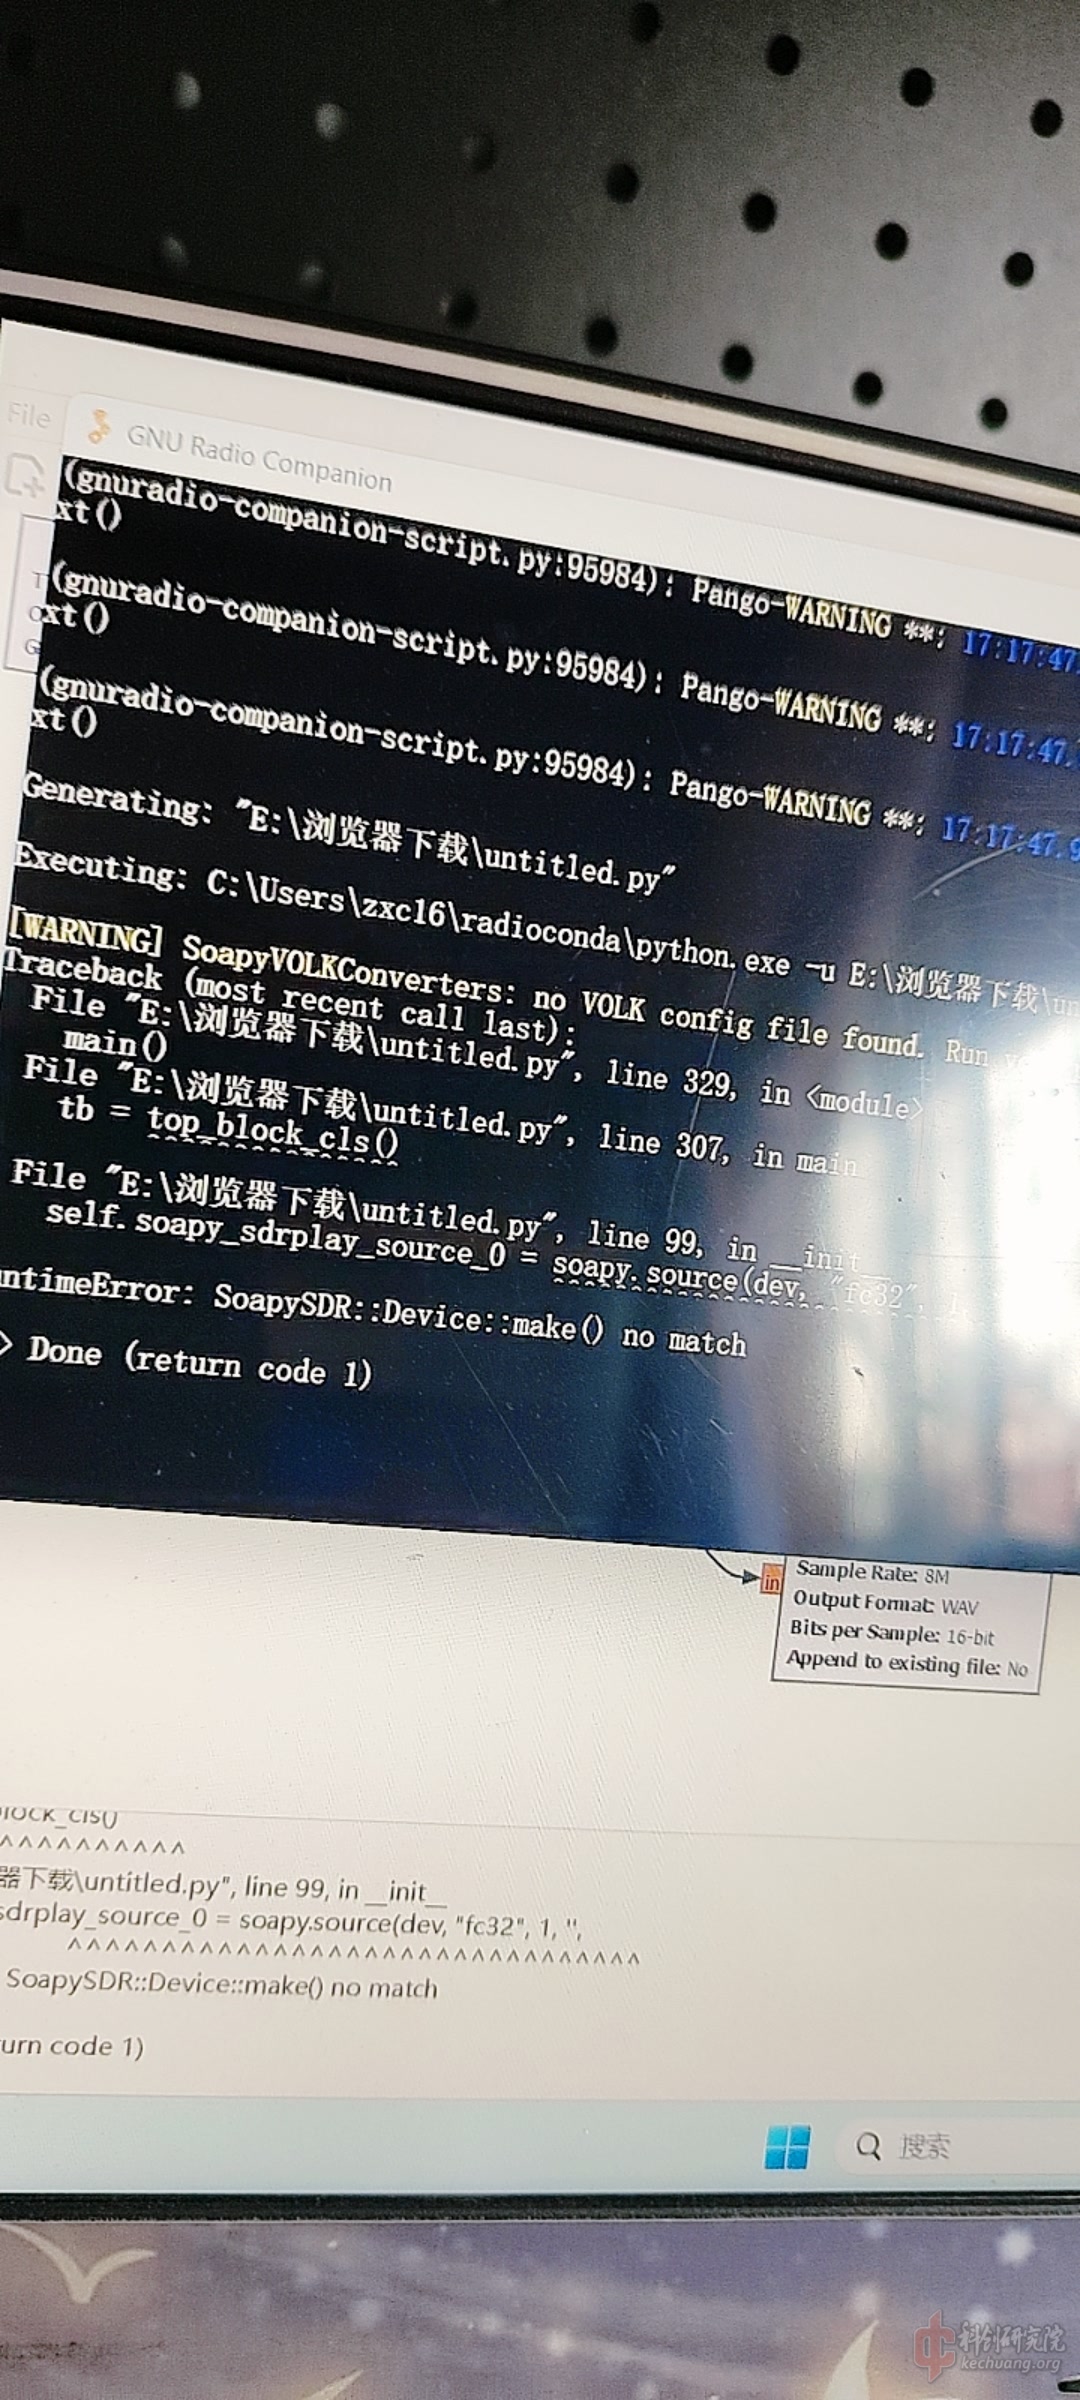 File
GNU Radio Companion
(gnuradio-companion-script.py:95984): Pango-WARNING **: 17:17:47.
xt()
(gnuradio-companion-script.py:95984): Pango-WARNING **: 17:17:47.
xt()
(gnuradio-companion-script.py:95984): Pango-WARNING **: 17:17:47.9
xt()
Generating: "E:\浏览器下载\untitled.py"
Executing: C:\Users\zxc16\radioconda\python.exe -u E:\浏览器下载\un
[WARNING] SoapyVOLKConverters: no VOLK config file found. Run
Traceback (most recent call last):
File "E:\浏览器下载\untitled.py", line 329, in <module>
main()
File "E:\浏览器下载\untitled.py", line 307, in main
tb = top_block_cls()
File "E:\浏览器下载\untitled.py", line 99, in __init__
self.soapy_sdrplay_source_0 = soapy.source(dev, "fc32", 1,
ntimeError: SoapySDR::Device::make() no match
> Done (return code 1)
in
Sample Rate: 8M
Output Format: WAV
Bits per Sample: 16-bit
Append to existing file: No
lock_cls()
^^^^^^^^^^
器下载\untitled.py", line 99, in __init__
sdrplay_source_0 = soapy.source(dev, "fc32", 1, '',
^^^^^^^^^^^^^^^^^^^^^^^^^^^^^^^
SoapySDR::Device::make() no match
urn code 1)
搜索
科创研究院
kechuang.org